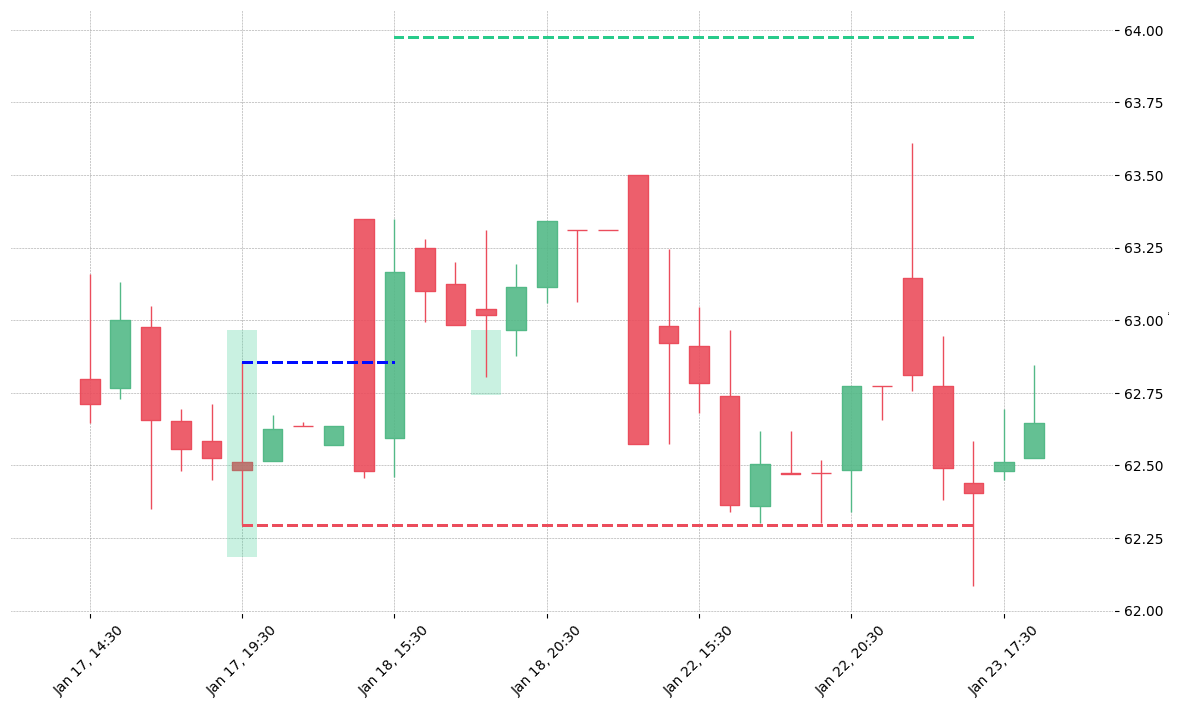 64.00
63.75
63.50
63.25
63.00
62.75
62.50
62.25
62.00
Jan 17, 14:30
Jan 17, 19:30
Jan 18, 15:30
Jan 18, 20:30
Jan 22, 15:30
Jan 22, 20:30
Jan 23, 17:30